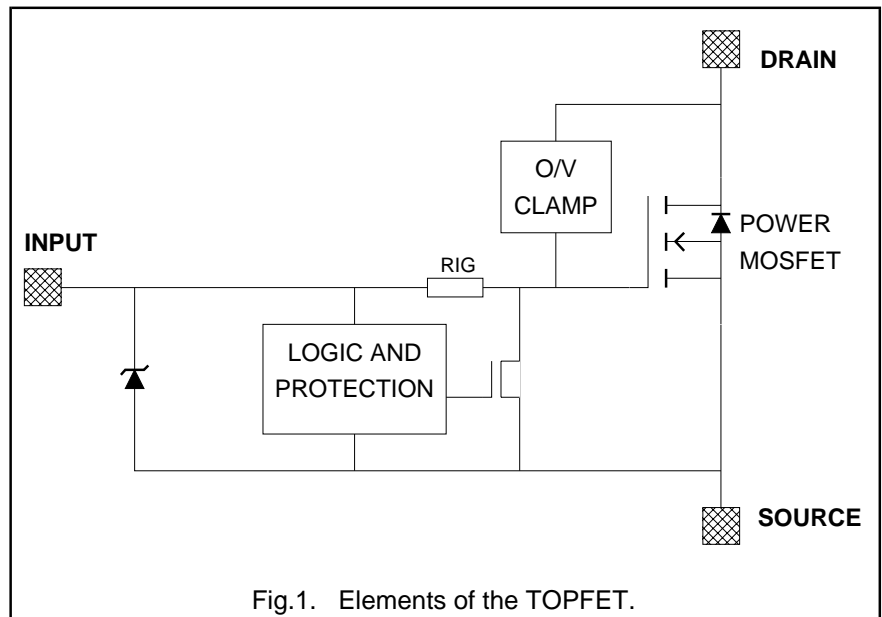 DRAIN
O/V
CLAMP
POWER
MOSFET
INPUT
RIG
LOGIC AND
PROTECTION
SOURCE
Fig.1. Elements of the TOPFET.